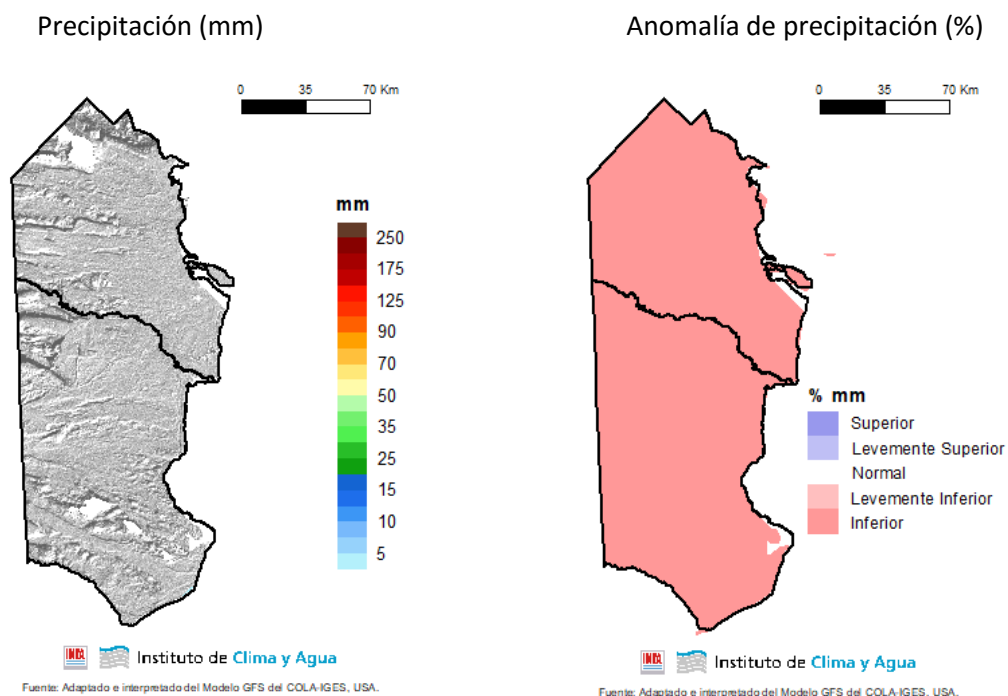 Precipitación (mm)
Anomalía de precipitación (%)
0 35 70 Km
0 35 70 Km
mm
250
175
125
90
70
50
35
25
15
10
5
% mm
Superior
Levemente Superior
Normal
Levemente Inferior
Inferior
INTA Instituto de Clima y Agua
INTA Instituto de Clima y Agua
Fuente: Adaptado e interpretado del Modelo GFS del COLA-IGES, USA.
Fuente: Adaptado e interpretado del Modelo GFS del COLA-IGES, USA.